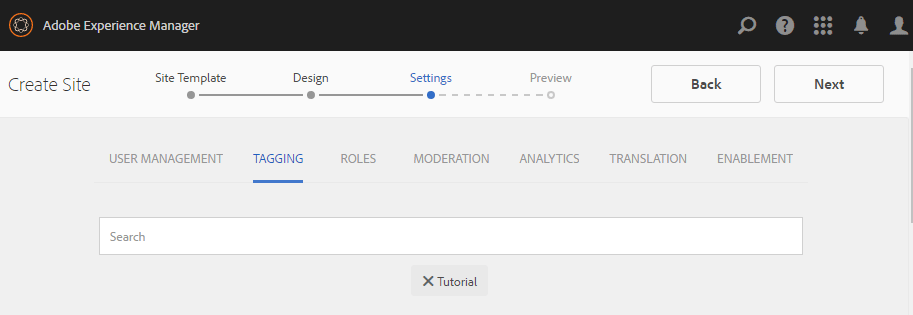 Adobe Experience Manager
Create Site
Site Template Design Settings Preview
Back Next
USER MANAGEMENT TAGGING ROLES MODERATION ANALYTICS TRANSLATION ENABLEMENT
Search
Tutorial